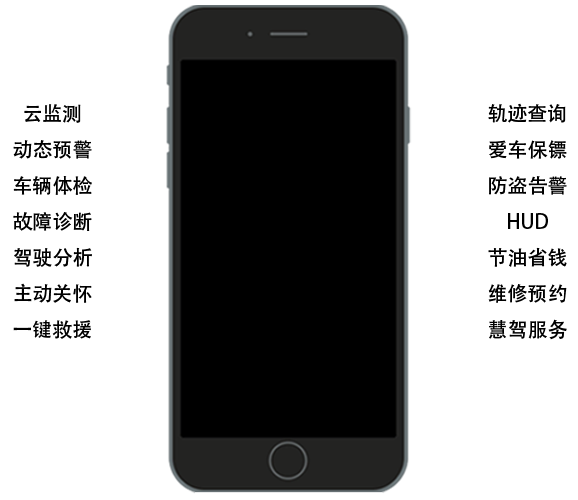 云监测
动态预警
车辆体检
故障诊断
驾驶分析
主动关怀
一键救援
轨迹查询
爱车保镖
防盗告警
HUD
节油省钱
维修预约
慧驾服务